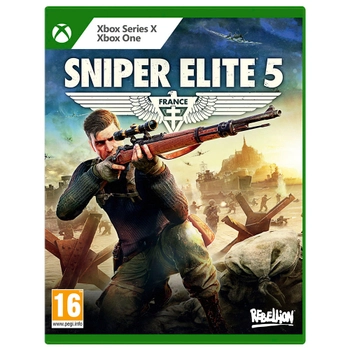 Xbox Series X
Xbox One
SNIPER ELITE 5
FRANCE
16
www.pegi.info
REBELLION